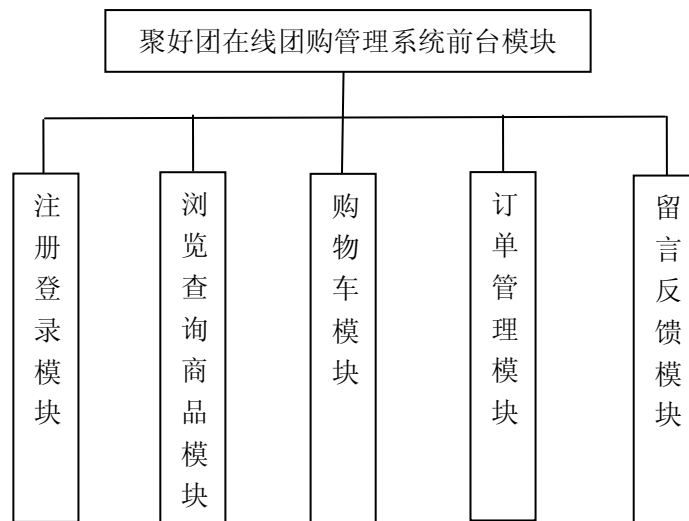 聚好团在线团购管理系统前台模块
注册登录模块
浏览查询商品模块
购物车模块
订单管理模块
留言反馈模块